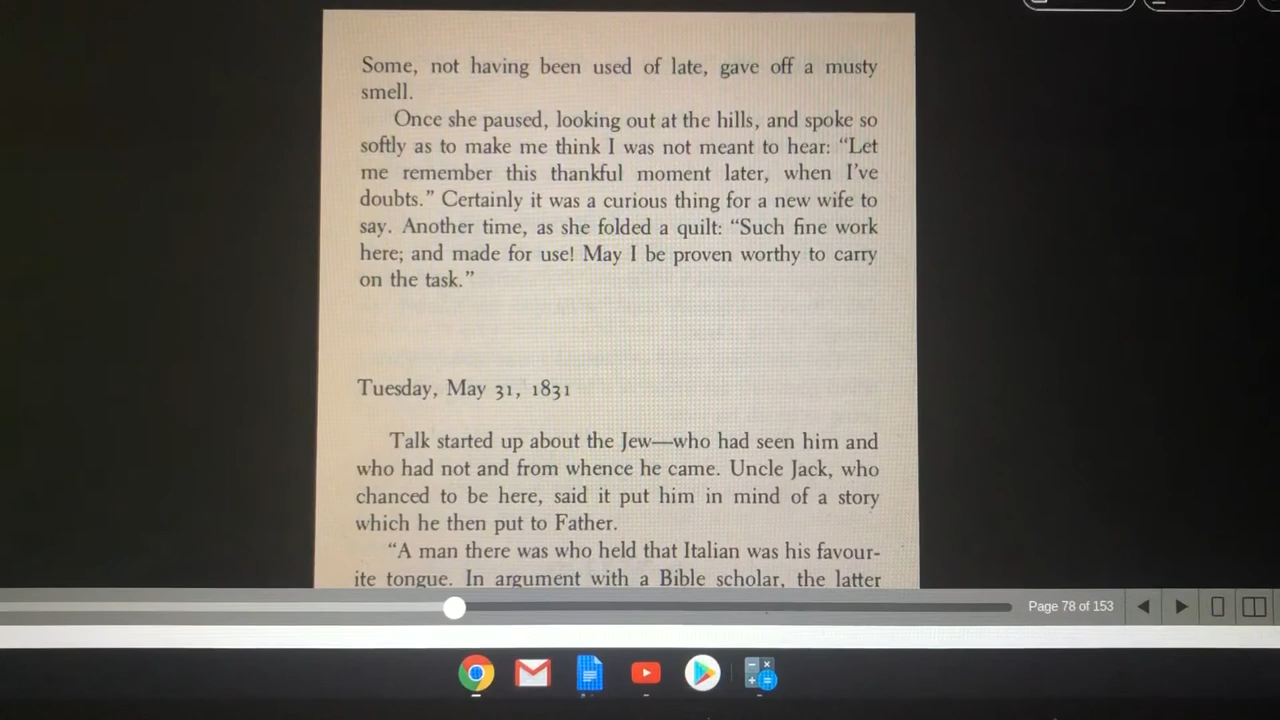 Some, not having been used of late, gave off a musty
smell.
Once she paused, looking out at the hills, and spoke so
softly as to make me think I was not meant to hear: “Let
me remember this thankful moment later, when I’ve
doubts.” Certainly it was a curious thing for a new wife to
say. Another time, as she folded a quilt: “Such fine work
here; and made for use! May I be proven worthy to carry
on the task.”
Tuesday, May 31, 1831
Talk started up about the Jew—who had seen him and
who had not and from whence he came. Uncle Jack, who
chanced to be here, said it put him in mind of a story
which he then put to Father.
“A man there was who held that Italian was his favour-
ite tongue. In argument with a Bible scholar, the latter
Page 78 of 153